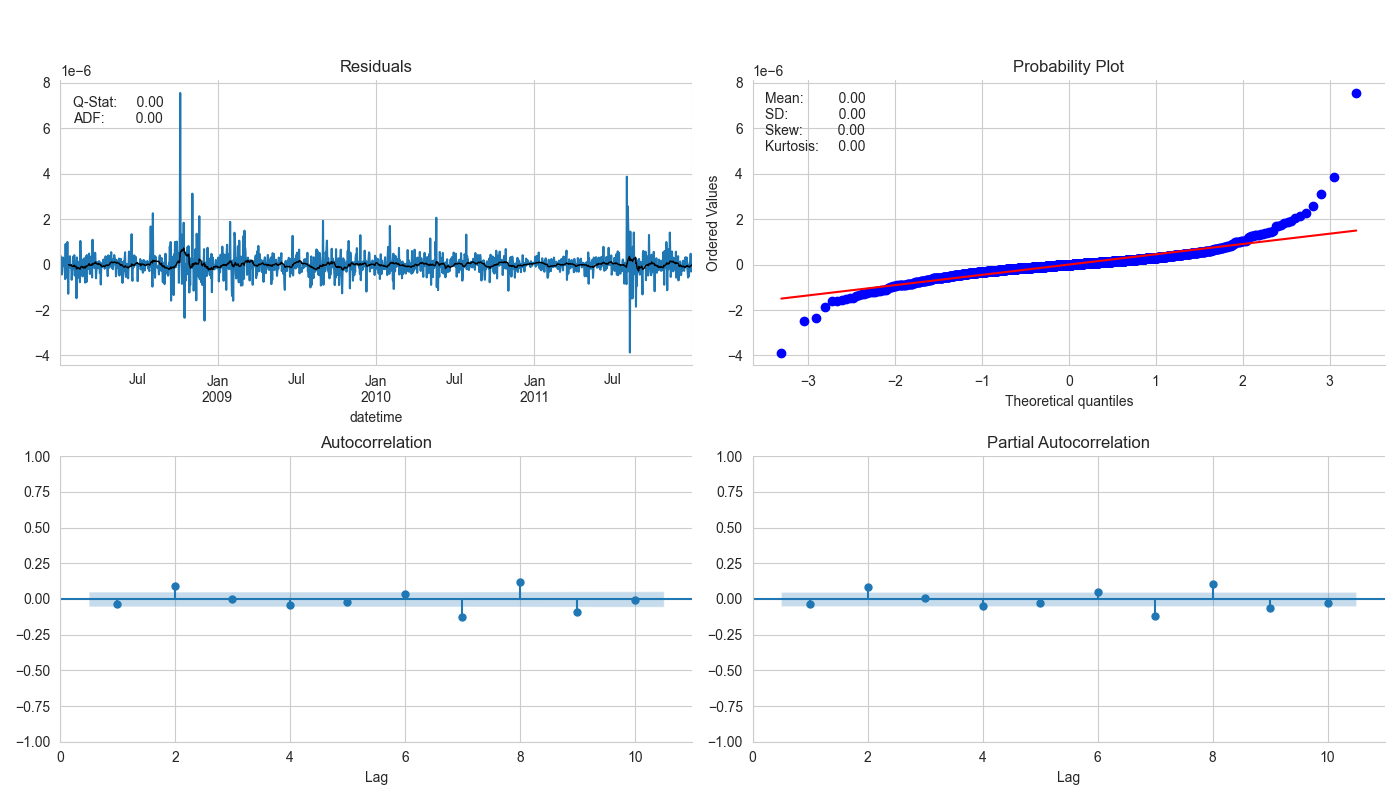 Residuals
1e−6
8
6
4
2
0
−2
−4
Q-Stat: 0.00
ADF: 0.00
Jul
Jan
2009
Jul
Jan
2010
Jul
Jan
2011
Jul
datetime
Probability Plot
1e−6
8
6
4
2
0
−2
−4
Ordered Values
Mean: 0.00
SD: 0.00
Skew: 0.00
Kurtosis: 0.00
−3 −2 −1 0 1 2 3
Theoretical quantiles
Autocorrelation
1.00
0.75
0.50
0.25
0.00
−0.25
−0.50
−0.75
−1.00
0 2 4 6 8 10
Lag
Partial Autocorrelation
1.00
0.75
0.50
0.25
0.00
−0.25
−0.50
−0.75
−1.00
0 2 4 6 8 10
Lag